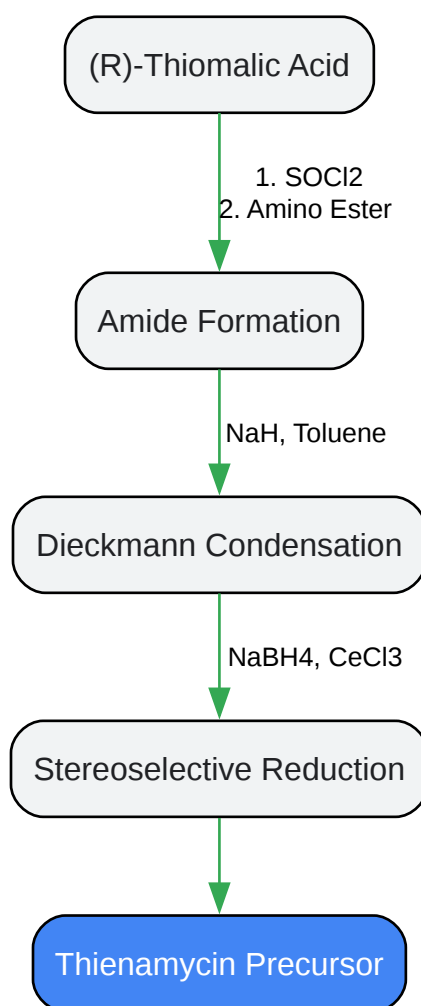 (R)-Thiomalic Acid
1. SOCl2
2. Amino Ester
Amide Formation
NaH, Toluene
Dieckmann Condensation
NaBH4, CeCl3
Stereoselective Reduction
Thienamycin Precursor